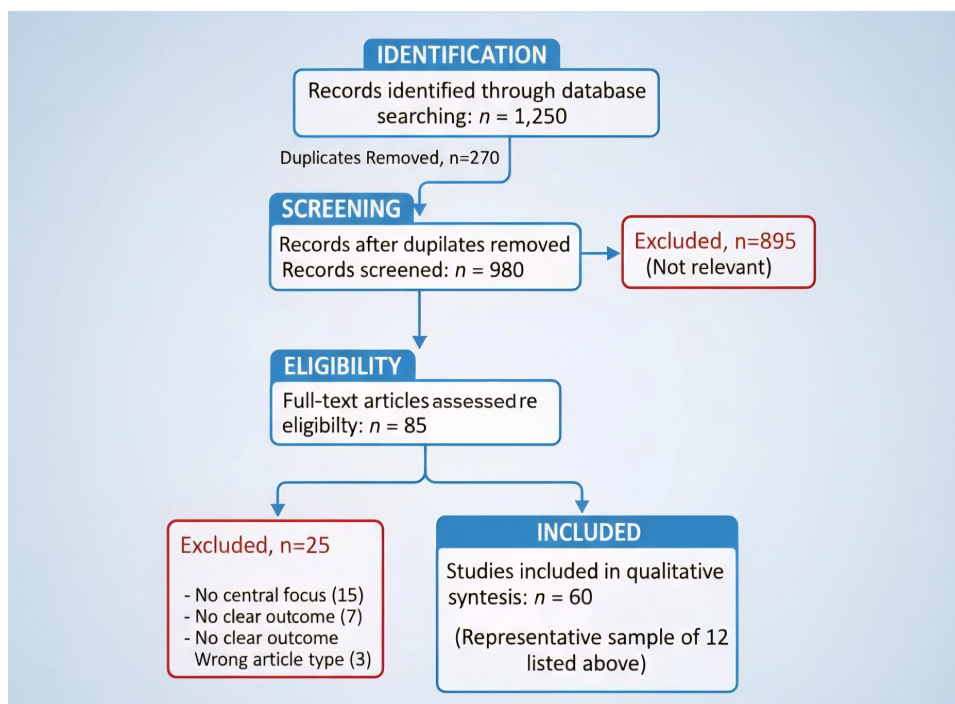 IDENTIFICATION
Records identified through database
searching: n = 1,250
Duplicates Removed, n=270
SCREENING
Records after dupilates removed
Records screened: n = 980
Excluded, n=895
(Not relevant)
ELIGIBILITY
Full-text articles assessed re
eligibilty: n = 85
Excluded, n=25
- No central focus (15)
- No clear outcome (7)
- No clear outcome
Wrong article type (3)
INCLUDED
Studies included in qualitative
syntesis: n = 60
(Representative sample of 12
listed above)